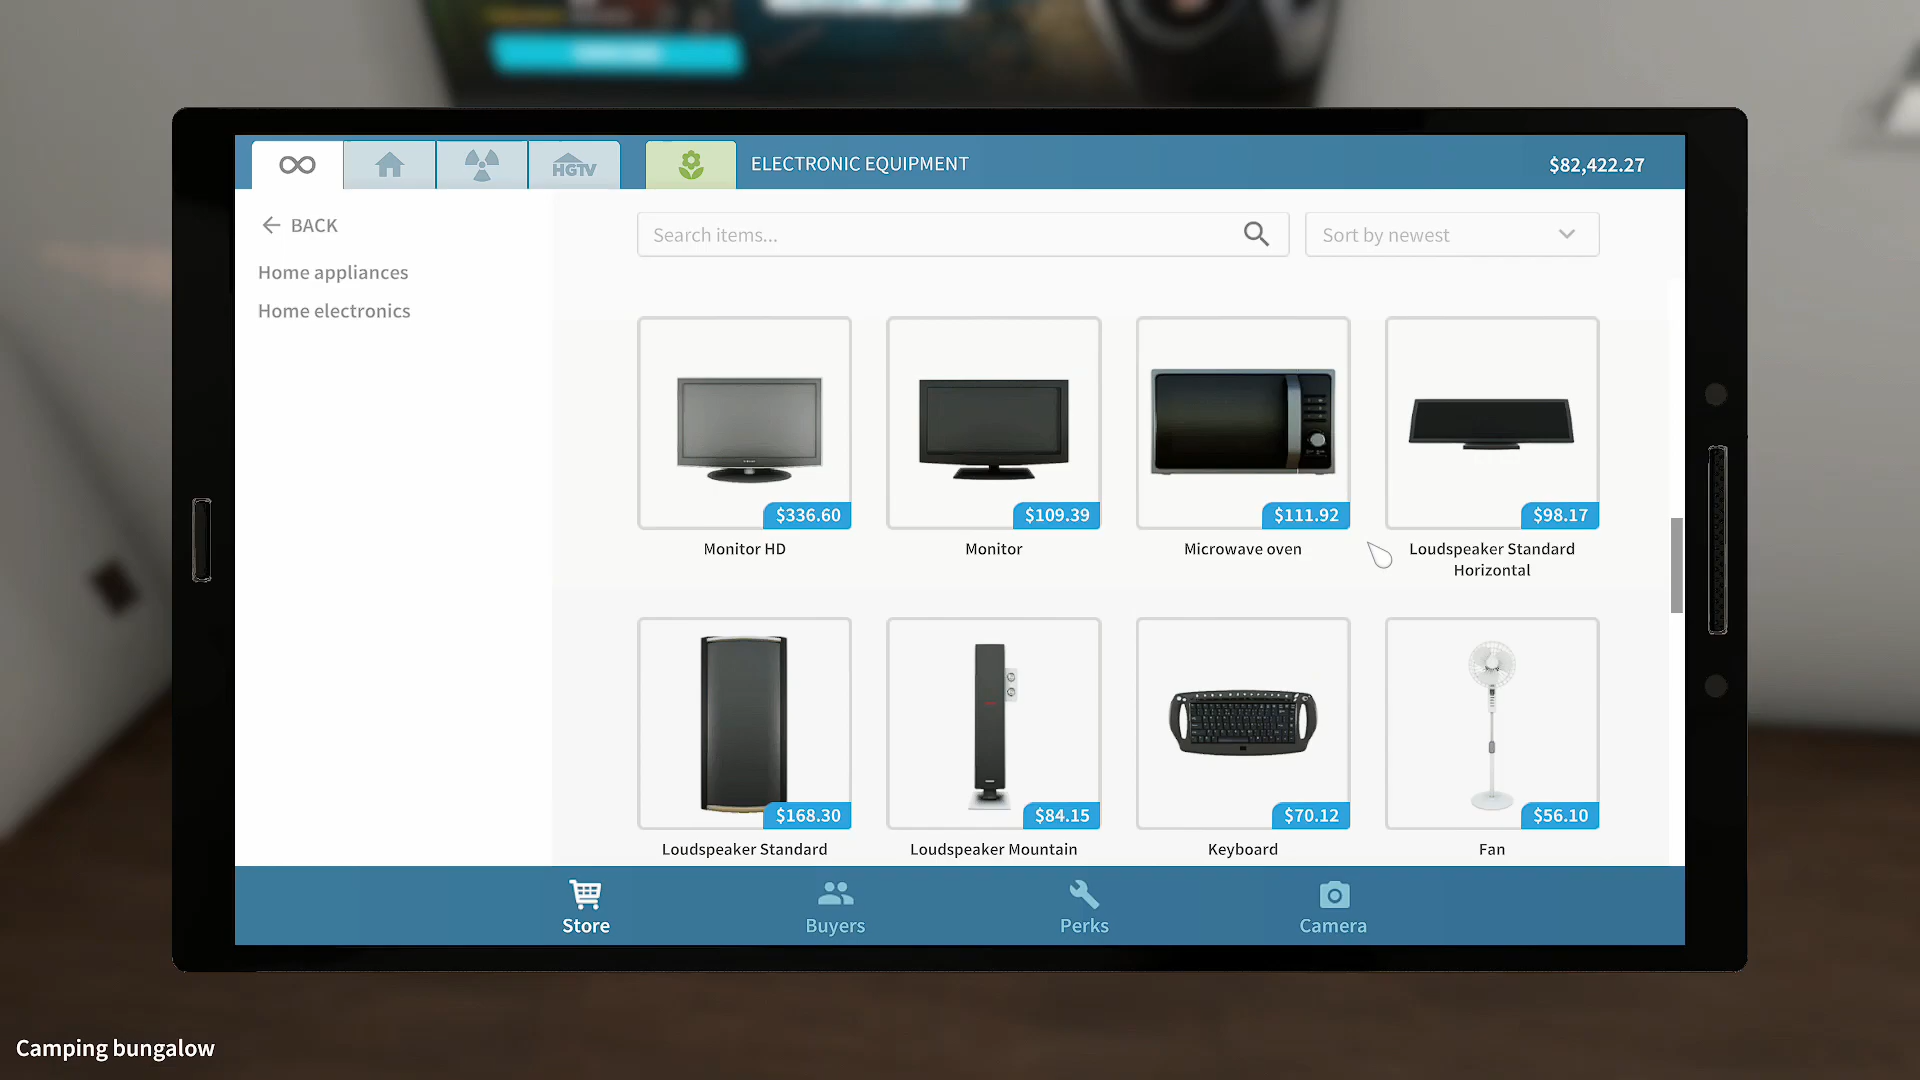 HGTV
ELECTRONIC EQUIPMENT
$82,422.27
BACK
Home appliances
Home electronics
Search items...
Sort by newest
$336.60
$109.39
$111.92
$98.17
Monitor HD
Monitor
Microwave oven
Loudspeaker Standard
Horizontal
$168.30
$84.15
$70.12
$56.10
Loudspeaker Standard
Loudspeaker Mountain
Keyboard
Fan
Store
Buyers
Perks
Camera
Camping bungalow